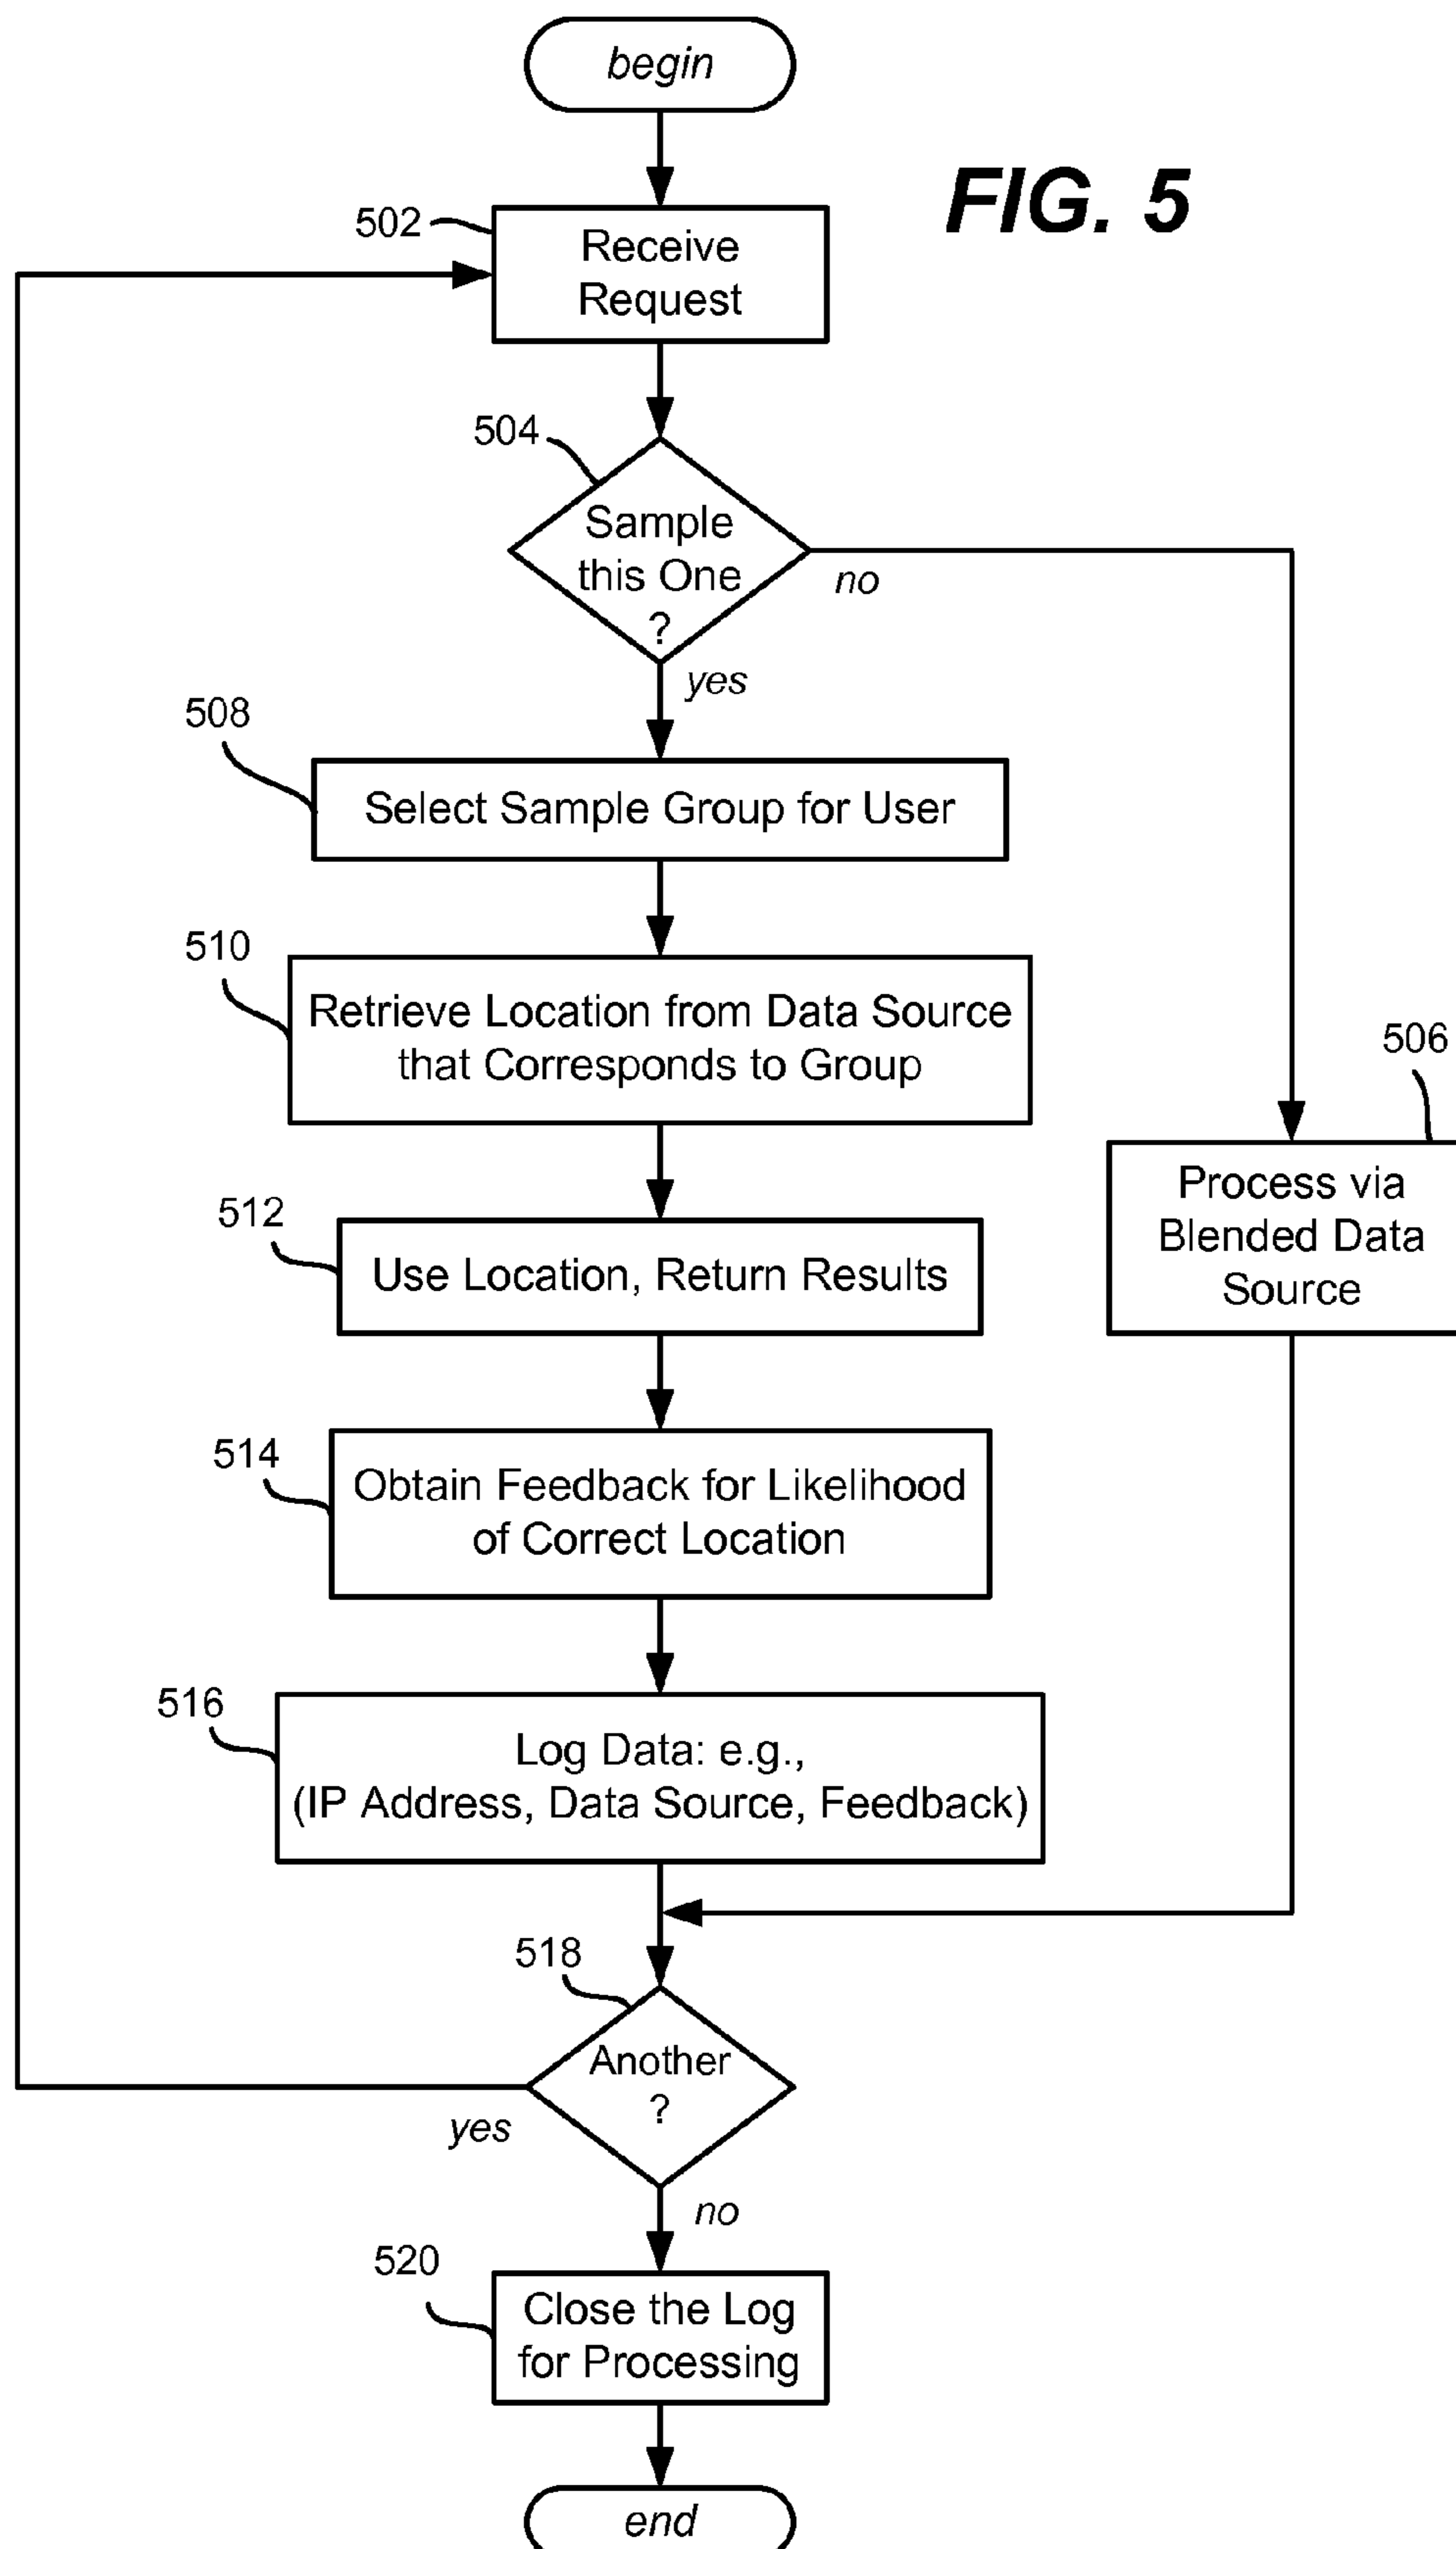 begin
FIG. 5
502
Receive
Request
504
Sample
this One
?
no
yes
508
Select Sample Group for User
510
Retrieve Location from Data Source
that Corresponds to Group
506
Process via
Blended Data
Source
512
Use Location, Return Results
514
Obtain Feedback for Likelihood
of Correct Location
516
Log Data: e.g.,
(IP Address, Data Source, Feedback)
518
Another
?
yes
no
520
Close the Log
for Processing
end